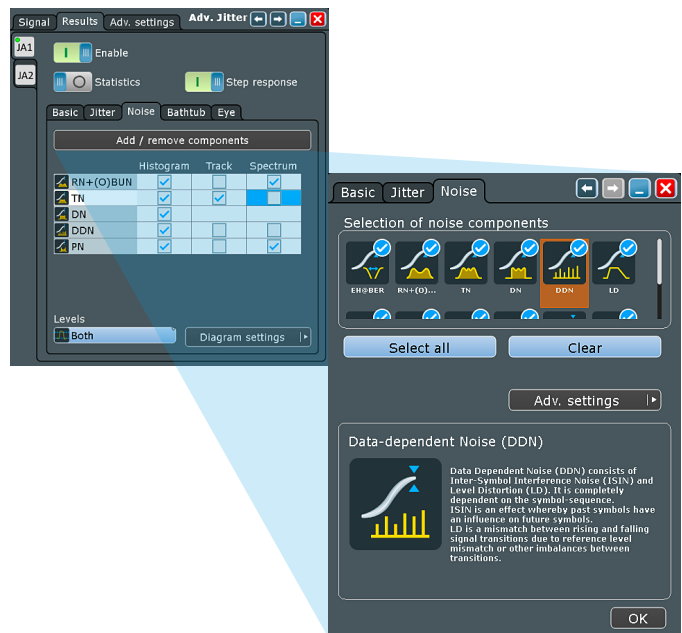 Signal Results Adv. settings Adv. Jitter
JA1
Enable
JA2
Statistics Step response
Basic Jitter Noise Bathtub Eye
Add / remove components
Histogram Track Spectrum
RN+(O)BUN
TN
DN
DDN
PN
Levels
Both Diagram settings
Basic Jitter Noise
Selection of noise components
EH@BER RN+(O)... TN DN DDN LD
Select all Clear
Adv. settings
Data-dependent Noise (DDN)
Data Dependent Noise (DDN) consists of
Inter-Symbol Interference Noise (ISIN) and
Level Distortion (LD). It is completely
dependent on the symbol-sequence.
ISIN is an effect whereby past symbols have
an influence on future symbols.
LD is a mismatch between rising and falling
signal transitions due to reference level
mismatch or other imbalances between
transitions.
OK